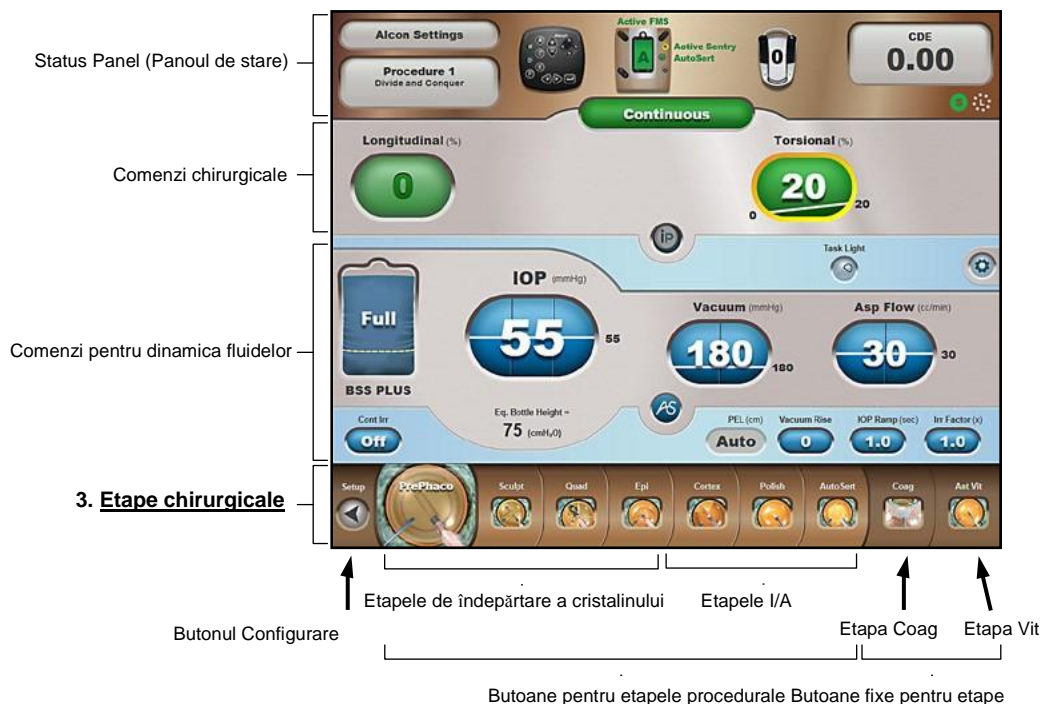 Status Panel (Panoul de stare)
Comenzi chirurgicale
Comenzi pentru dinamica fluidelor
3. Etape chirurgicale
Alcon Settings
Procedure 1
Divide and Conquer
Active FMS
A
Active Sentry
AutoSert
0
CDE
0.00
S
L
Continuous
Longitudinal (%)
0
Torsional (%)
20
0
20
iP
Task Light
Full
BSS PLUS
IOP (mmHg)
55
55
Vacuum (mmHg)
180
180
Asp Flow (cc/min)
30
30
Eq. Bottle Height =
75 (cmH₂O)
AS
Cont Irr
Off
PEL (cm)
Auto
Vacuum Rise
0
IOP Ramp (sec)
1.0
Irr Factor (x)
1.0
Setup
PrePhaco
Sculpt
Quad
Epi
Cortex
Polish
AutoSert
Coag
Ant Vit
Etapele de îndepărtare a cristalinului
Etapele I/A
Butonul Configurare
Etapa Coag
Etapa Vit
Butoane pentru etapele procedurale Butoane fixe pentru etape